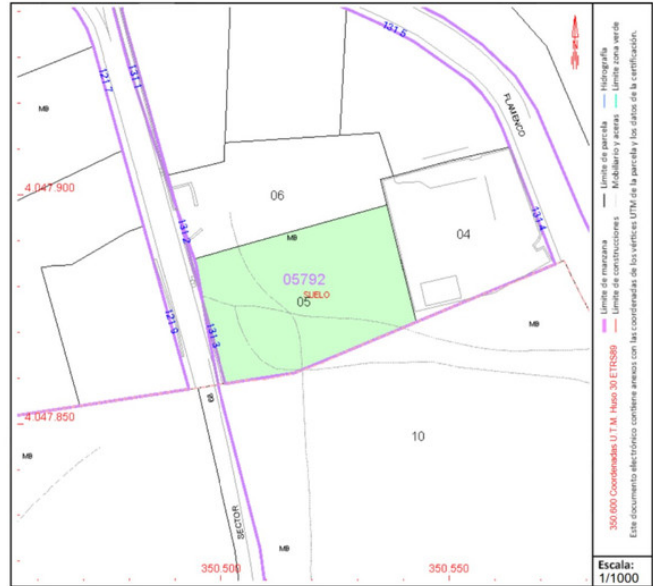 131.5
121.7
131.1
FLAMENCO
MB
4 047.900
06
131.2
131.4
04
MB
05792
SUELO
05
121.9
131.3
MB
4 047.850
10
MB
SECTOR
MB
350.500
350.550
350.600 Coordenadas U.T.M. Huso 30 ETRS89
Límite de manzana
Límite de parcela
Hidrografía
Límite de construcciones
Mobiliario y aceras
Límite zona verde
Este documento electrónico contiene anexos con las coordenadas de los vértices UTM de la parcela y los datos de la certificación.
Escala:
1/1000